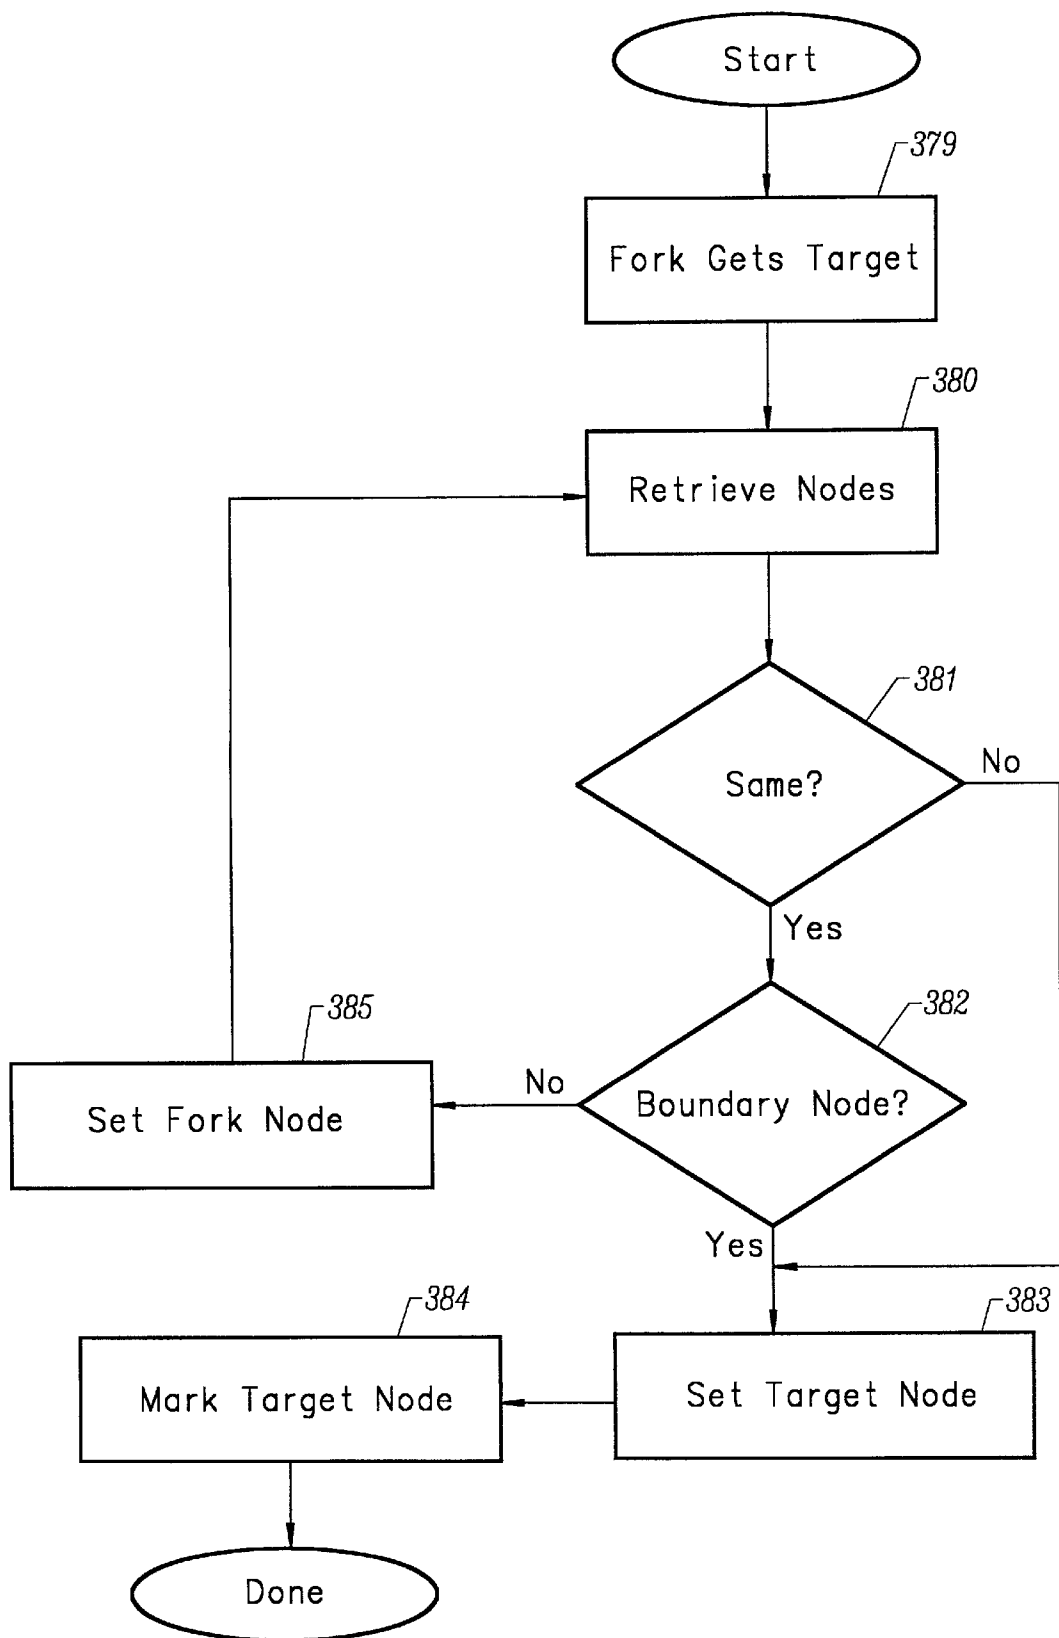 Start
379
Fork Gets Target
380
Retrieve Nodes
381
Same?
No
Yes
382
385
Boundary Node?
No
Set Fork Node
Yes
383
384
Set Target Node
Mark Target Node
Done